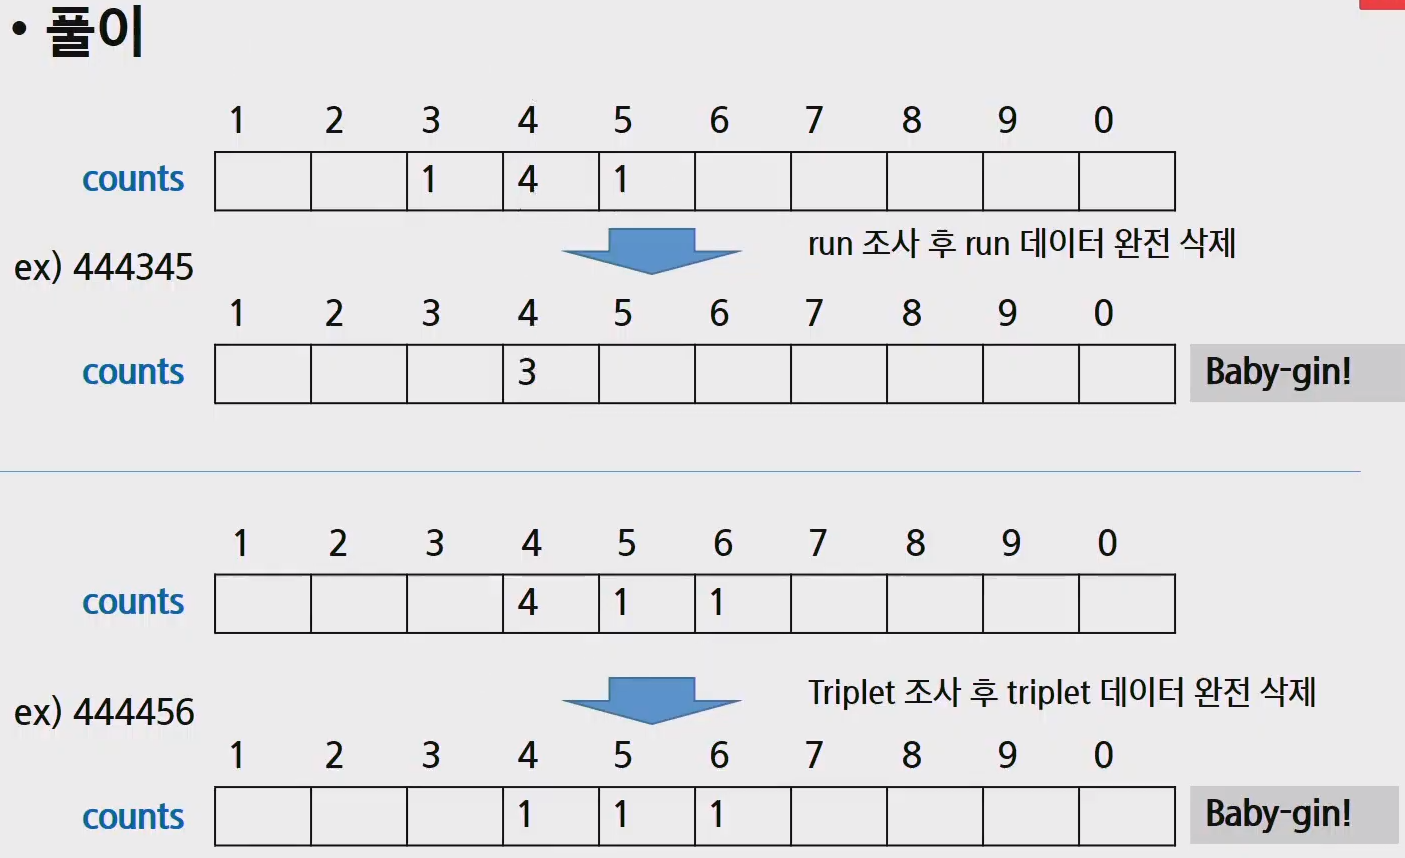 • 풀이
1 2 3 4 5 6 7 8 9 0
counts 1 4 1
run 조사 후 run 데이터 완전 삭제
ex) 444345
1 2 3 4 5 6 7 8 9 0
counts 3 Baby-gin!
1 2 3 4 5 6 7 8 9 0
counts 4 1 1
Triplet 조사 후 triplet 데이터 완전 삭제
ex) 444456
1 2 3 4 5 6 7 8 9 0
counts 1 1 1 Baby-gin!